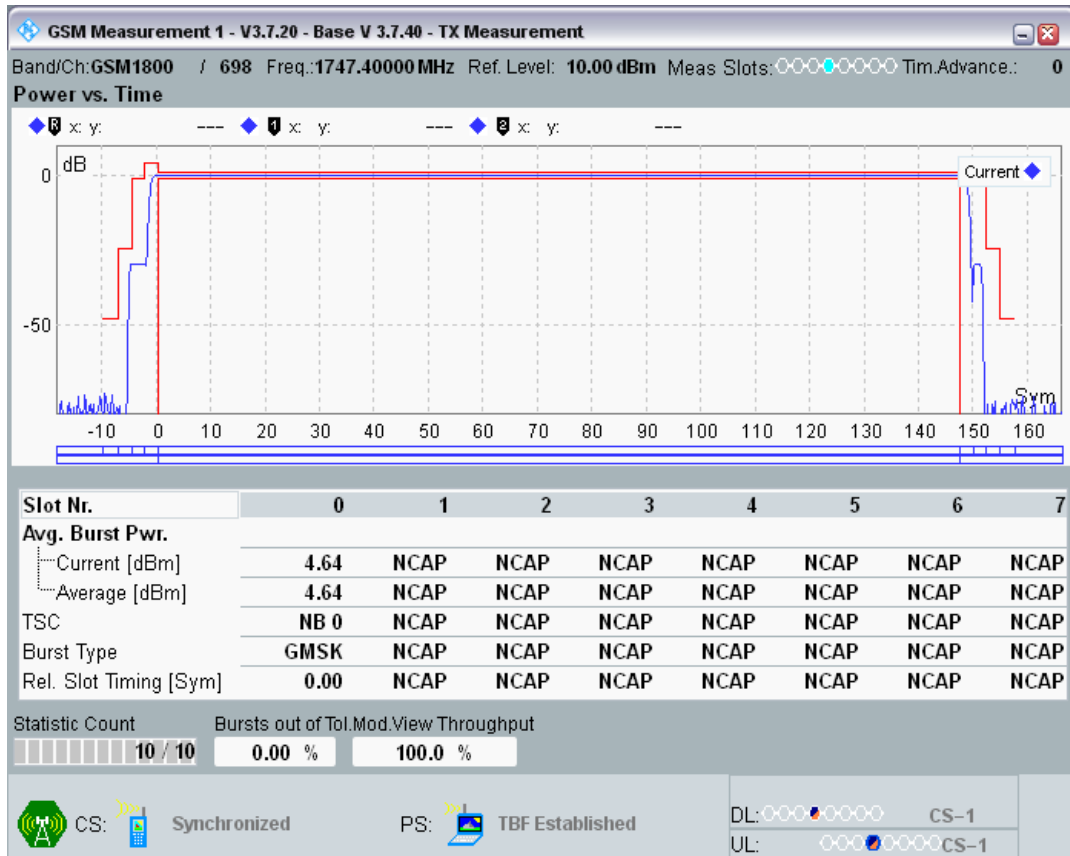 GSM Measurement 1 - V3.7.20 - Base V 3.7.40 - TX Measurement
Band/Ch:GSM1800 / 698 Freq.:1747.40000 MHz Ref. Level: 10.00 dBm Meas Slots: Tim.Advance.: 0
Power vs. Time
R x: y: --- 1 x: y: --- 2 x: y: ---
dB
Current
0
-50
Sym
-10 0 10 20 30 40 50 60 70 80 90 100 110 120 130 140 150 160
Slot Nr. 0 1 2 3 4 5 6 7
Avg. Burst Pwr.
Current [dBm] 4.64 NCAP NCAP NCAP NCAP NCAP NCAP NCAP
Average [dBm] 4.64 NCAP NCAP NCAP NCAP NCAP NCAP NCAP
TSC NB 0 NCAP NCAP NCAP NCAP NCAP NCAP NCAP
Burst Type GMSK NCAP NCAP NCAP NCAP NCAP NCAP NCAP
Rel. Slot Timing [Sym] 0.00 NCAP NCAP NCAP NCAP NCAP NCAP NCAP
Statistic Count Bursts out of Tol. Mod.View Throughput
10 / 10 0.00 % 100.0 %
CS: Synchronized PS: TBF Established
DL: CS-1
UL: CS-1